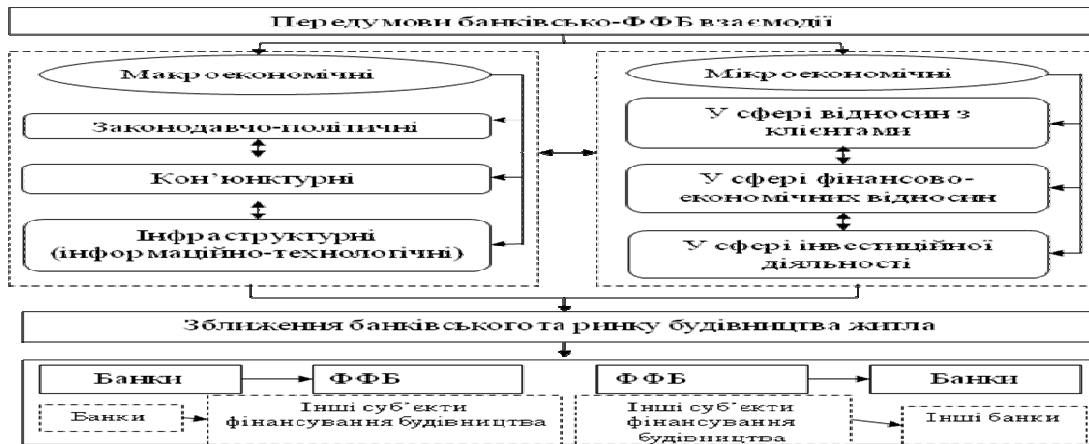 Передумови банківсько-ФФБ взаємодії
Макроекономічні
Законодавчо-політичні
Кон'юнктурні
Інфраструктурні
(інформаційно-технологічні)
Мікроекономічні
У сфері відносин з
клієнтами
У сфері фінансово-
економічних відносин
У сфері інвестиційної
діяльності
Зближення банківського та ринку будівництва житла
Банки
ФФБ
ФФБ
Банки
Банки
Інші суб'єкти
фінансування будівництва
Інші суб'єкти
фінансування
будівництва
Інші банки